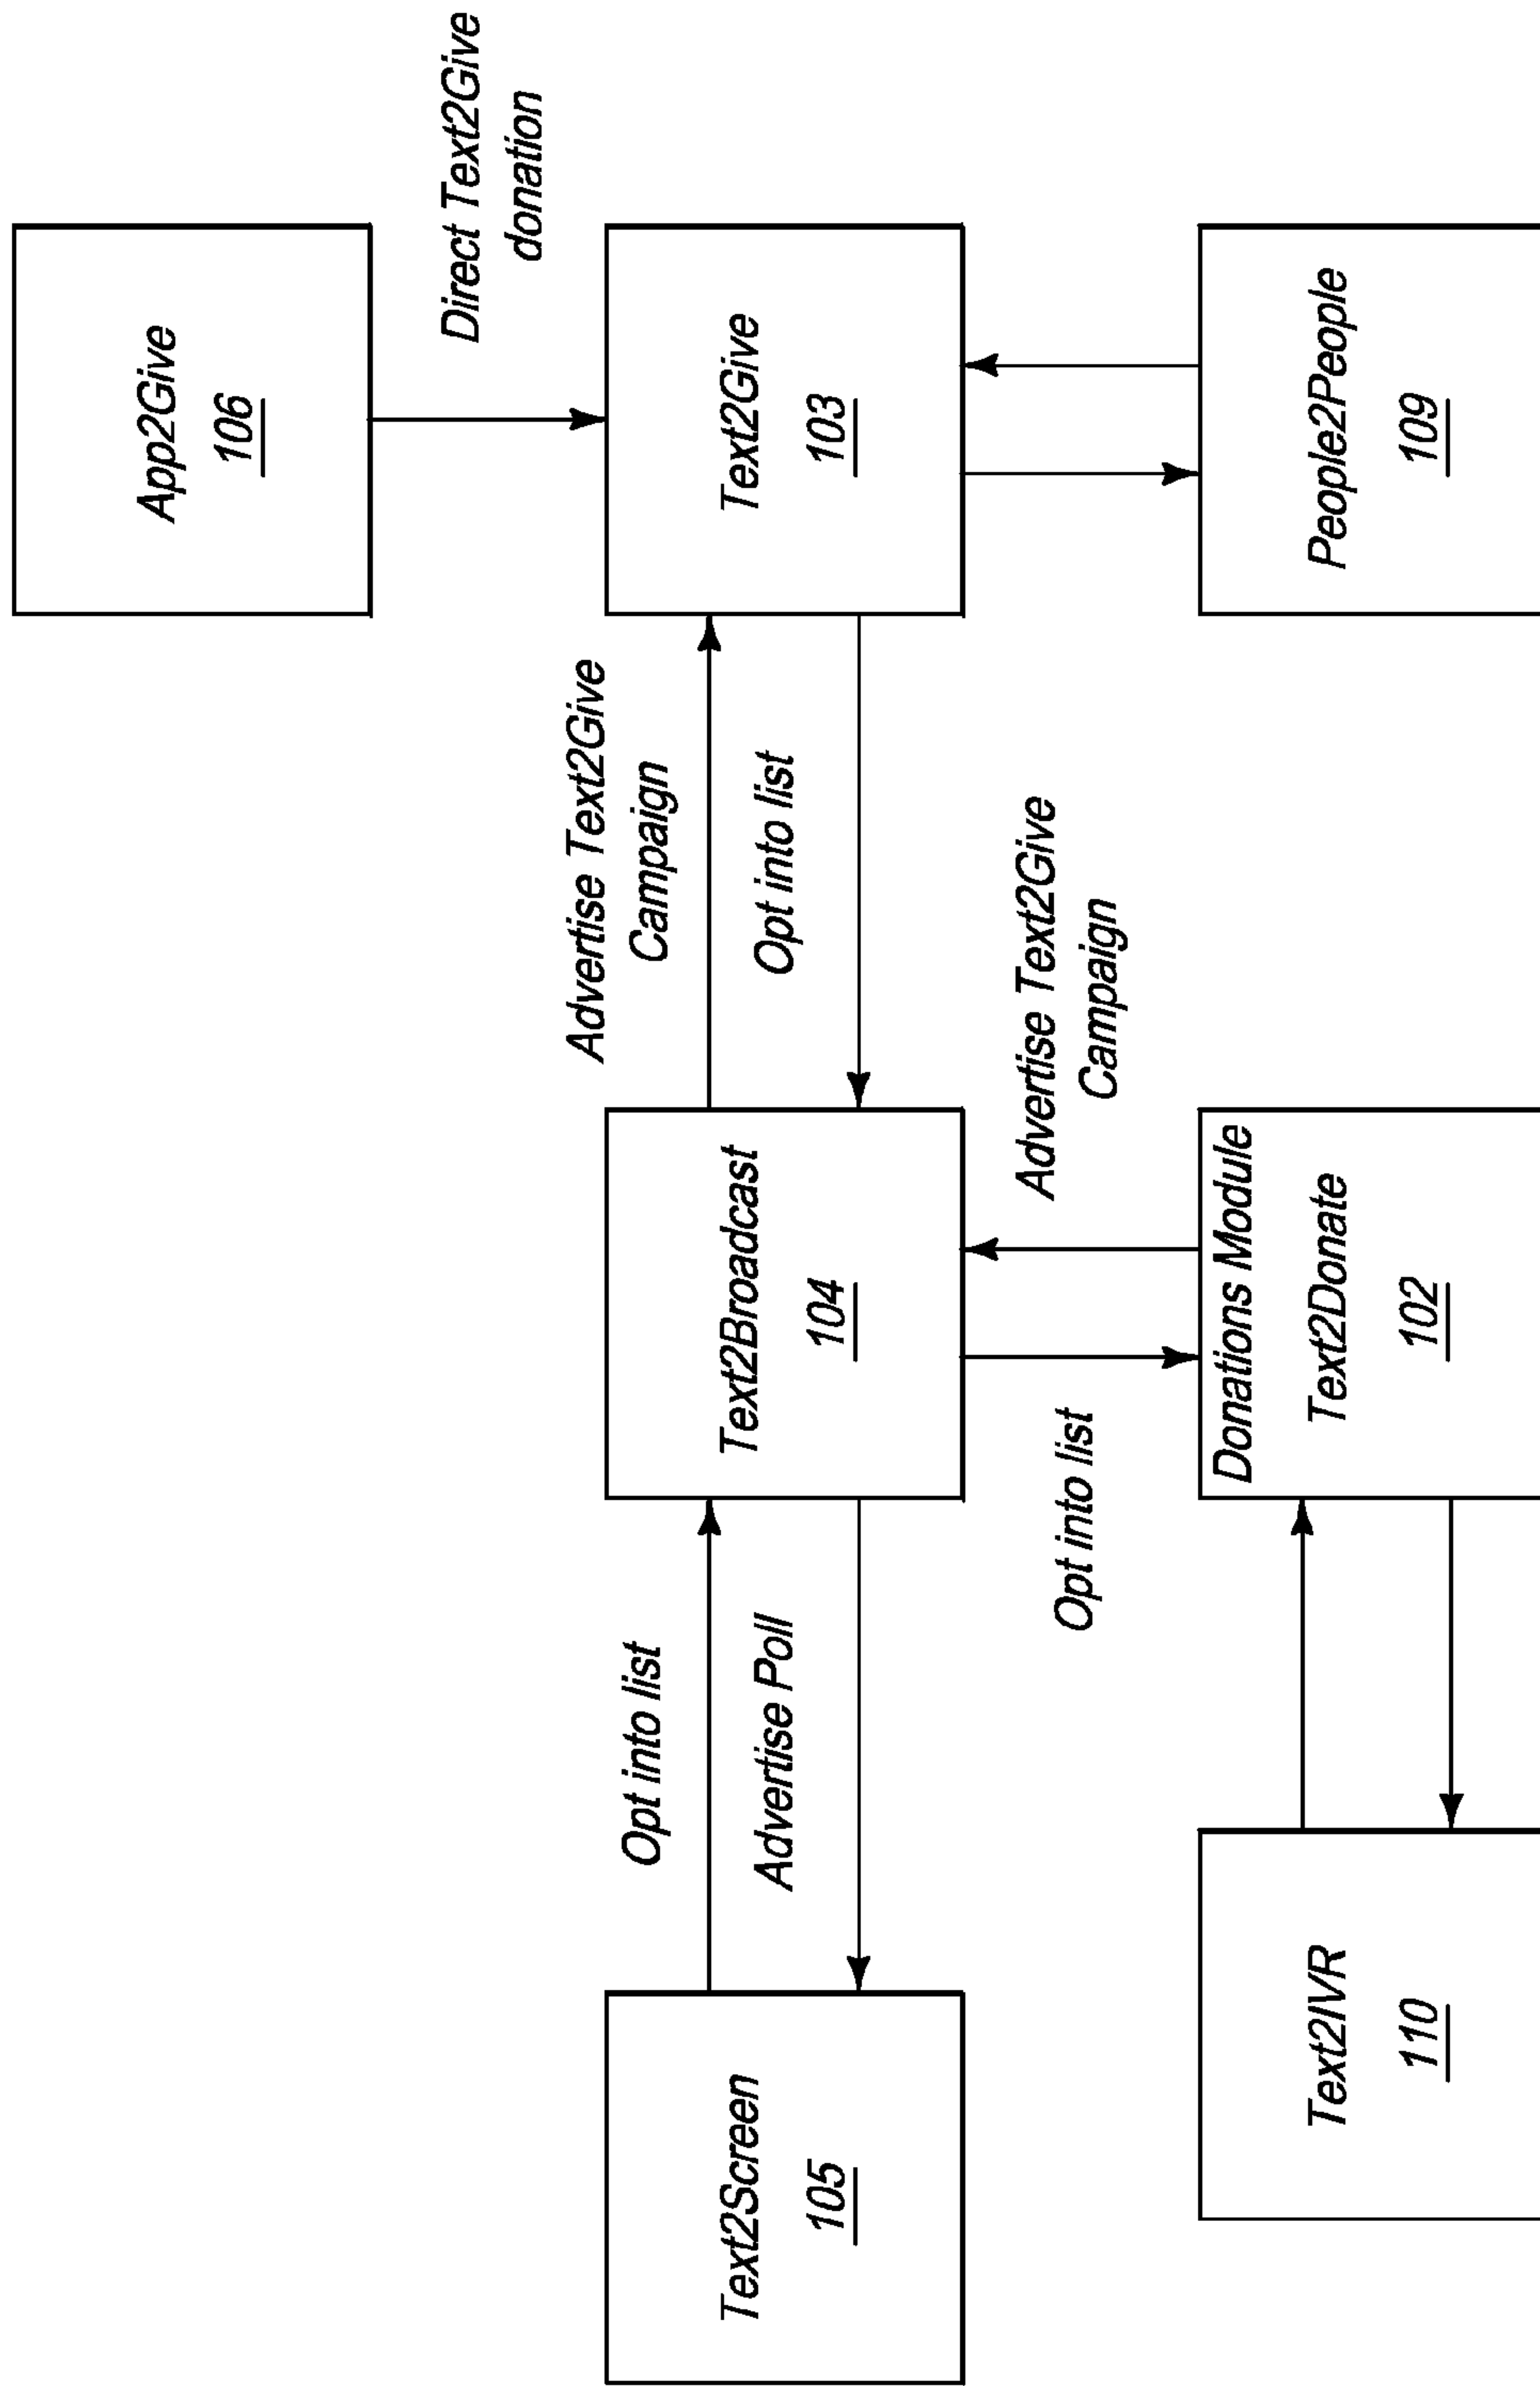 App2Give
106
Direct Text2Give
donation
Text2Screen
105
Opt into list
Advertise Poll
Text2Broadcast
104
Advertise Text2Give
Campaign
Opt into list
Text2Give
103
Opt into list
Advertise Text2Give
Campaign
Text2IVR
110
Donations Module
Text2Donate
102
People2People
109